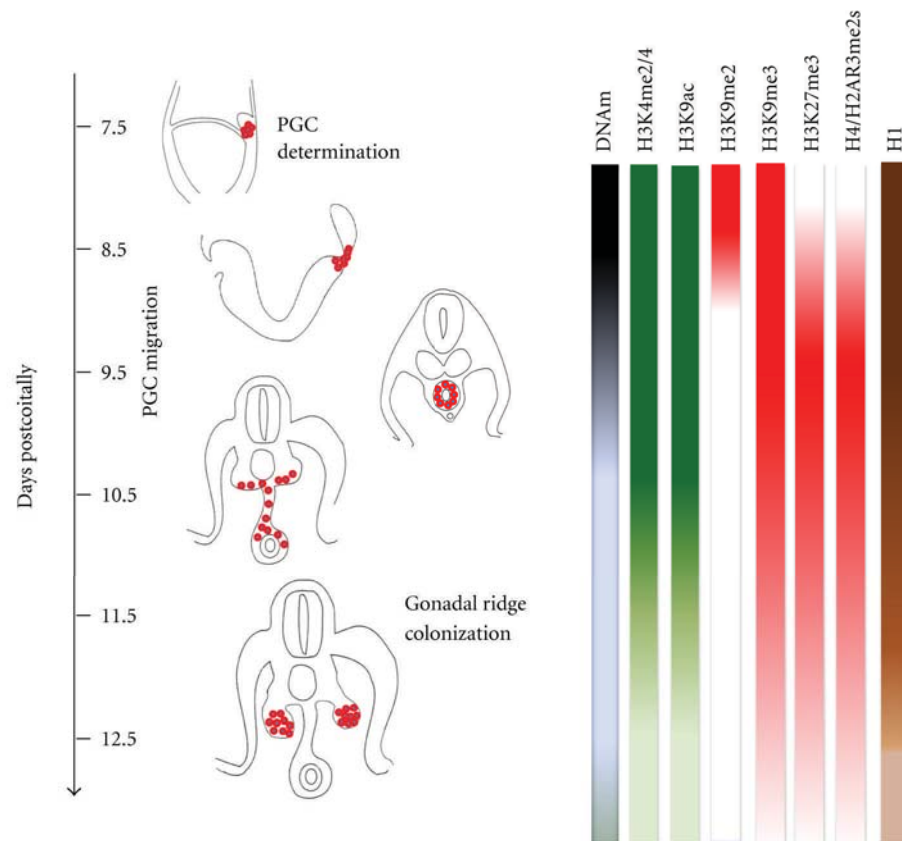 Days postcoitally
7.5
8.5
9.5
10.5
11.5
12.5
PGC
determination
PGC migration
Gonadal ridge
colonization
DNAm
H3K4me2/4
H3K9ac
H3K9me2
H3K9me3
H3K27me3
H4/H2AR3me2s
H1